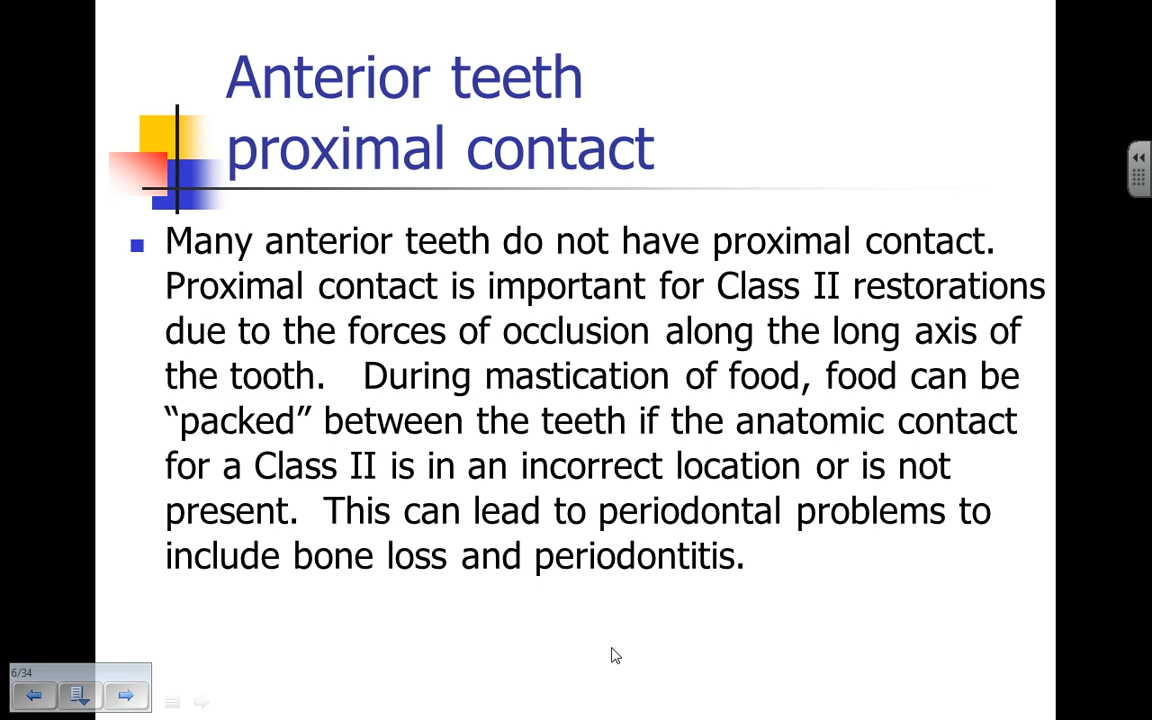 Anterior teeth
proximal contact
Many anterior teeth do not have proximal contact.
Proximal contact is important for Class II restorations
due to the forces of occlusion along the long axis of
the tooth.   During mastication of food, food can be
“packed” between the teeth if the anatomic contact
for a Class II is in an incorrect location or is not
present.  This can lead to periodontal problems to
include bone loss and periodontitis.
6/34